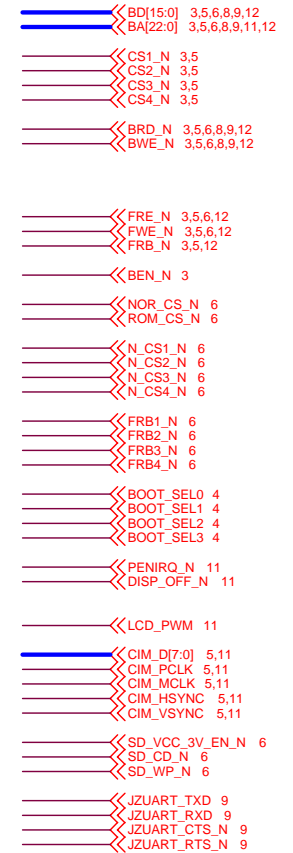 BD[15:0] 3,5,6,8,9,12
BA[22:0] 3,5,6,8,9,11,12
CS1_N 3,5
CS2_N 3,5
CS3_N 3,5
CS4_N 3,5
BRD_N 3,5,6,8,9,12
BWE_N 3,5,6,8,9,12
FRE_N 3,5,6,12
FWE_N 3,5,6,12
FRB_N 3,5,12
BEN_N 3
NOR_CS_N 6
ROM_CS_N 6
N_CS1_N 6
N_CS2_N 6
N_CS3_N 6
N_CS4_N 6
FRB1_N 6
FRB2_N 6
FRB3_N 6
FRB4_N 6
BOOT_SEL0 4
BOOT_SEL1 4
BOOT_SEL2 4
BOOT_SEL3 4
PENIRQ_N 11
DISP_OFF_N 11
LCD_PWM 11
CIM_D[7:0] 5,11
CIM_PCLK 5,11
CIM_MCLK 5,11
CIM_HSYNC 5,11
CIM_VSYNC 5,11
SD_VCC_3V_EN_N 6
SD_CD_N 6
SD_WP_N 6
JZUART_TXD 9
JZUART_RXD 9
JZUART_CTS_N 9
JZUART_RTS_N 9